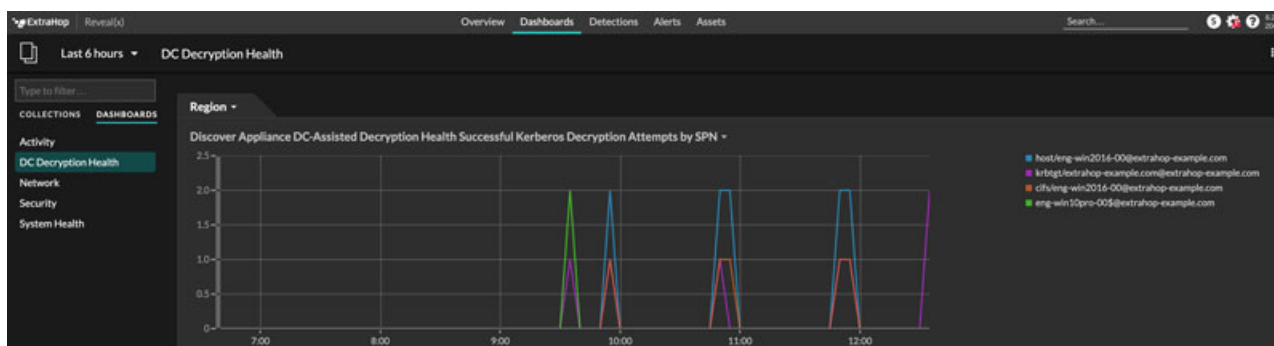 ExtraHop Reveal(x) Overview Dashboards Detections Alerts Assets Search...
Last 6 hours DC Decryption Health
Type to filter...
COLLECTIONS DASHBOARDS
Activity
DC Decryption Health
Network
Security
System Health
Region
Discover Appliance DC-Assisted Decryption Health Successful Kerberos Decryption Attempts by SPN
2.5
2.0
1.5
1.0
0.5
0
7:00 8:00 9:00 10:00 11:00 12:00
host/eng-win2016-00@extrahop-example.com
krbtgt/extrahop-example.com@extrahop-example.com
cifs/eng-win2016-00@extrahop-example.com
eng-win10pro-00$@extrahop-example.com